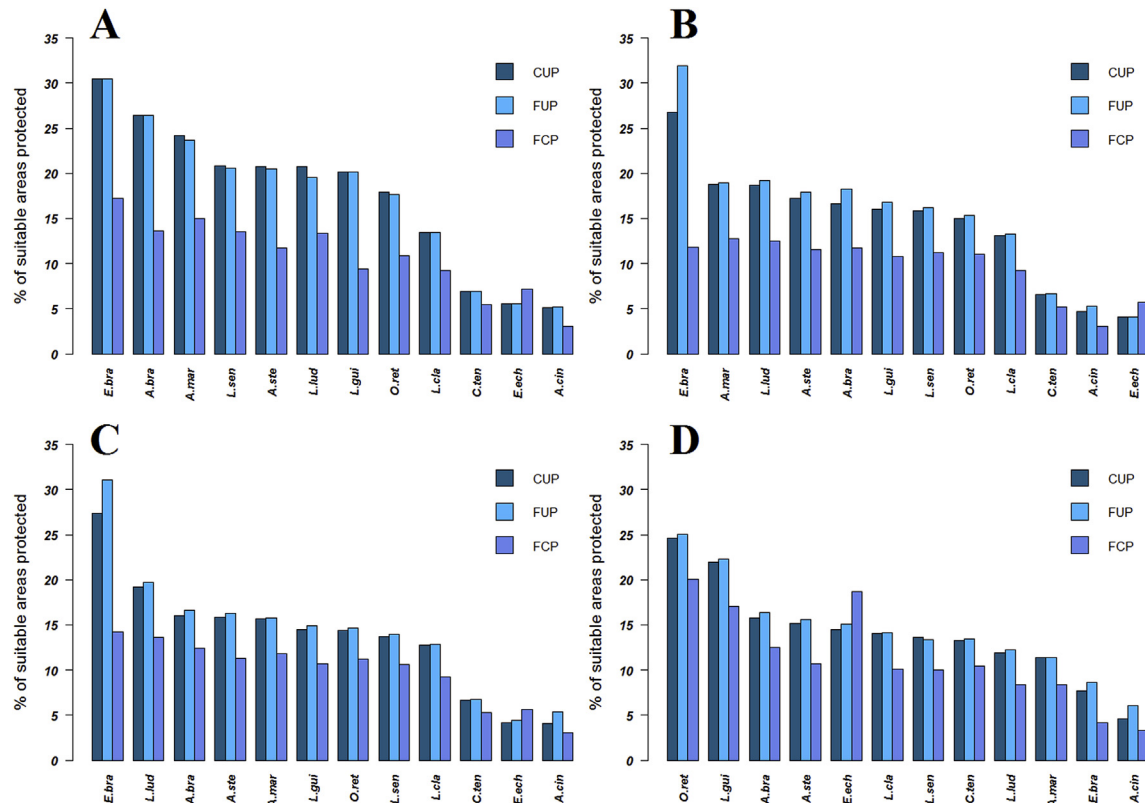 A
% of suitable areas protected
35
30
25
20
15
10
5
0
CUP
FUP
FCP
E.bra
A.bra
A.mar
L.sen
A.ste
L.lud
L.gui
O.ret
L.cla
C.ten
E.ech
A.cin
B
% of suitable areas protected
35
30
25
20
15
10
5
0
CUP
FUP
FCP
E.bra
A.mar
L.lud
A.ste
A.bra
L.gui
L.sen
O.ret
L.cla
C.ten
A.cin
E.ech
C
% of suitable areas protected
35
30
25
20
15
10
5
0
CUP
FUP
FCP
E.bra
L.lud
A.bra
A.ste
A.mar
L.gui
O.ret
L.sen
L.cla
C.ten
E.ech
A.cin
D
% of suitable areas protected
35
30
25
20
15
10
5
0
CUP
FUP
FCP
O.ret
L.gui
A.bra
A.ste
E.ech
L.cla
L.sen
C.ten
L.lud
A.mar
E.bra
A.cin